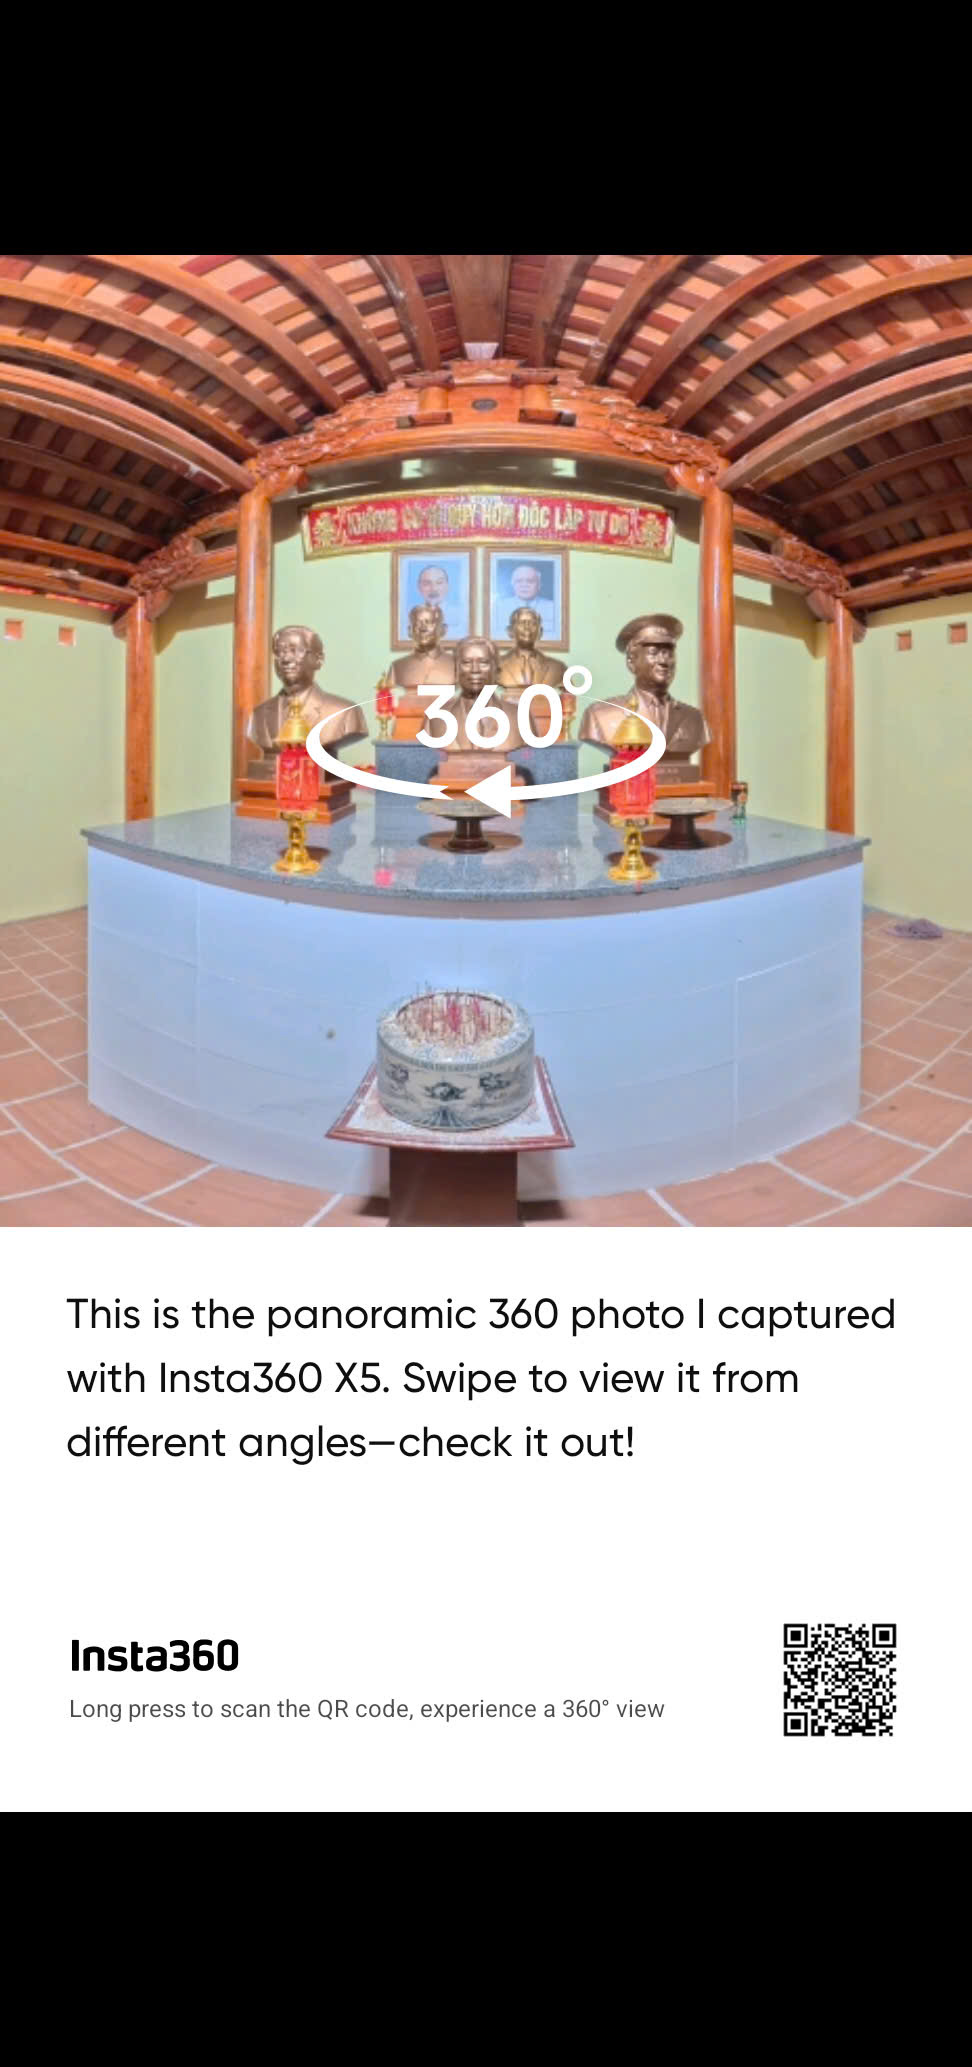 KHÔNG CÓ GÌ QUÝ HƠN ĐỘC LẬP TỰ DO
360°
This is the panoramic 360 photo I captured
with Insta360 X5. Swipe to view it from
different angles—check it out!
Insta360
Long press to scan the QR code, experience a 360° view